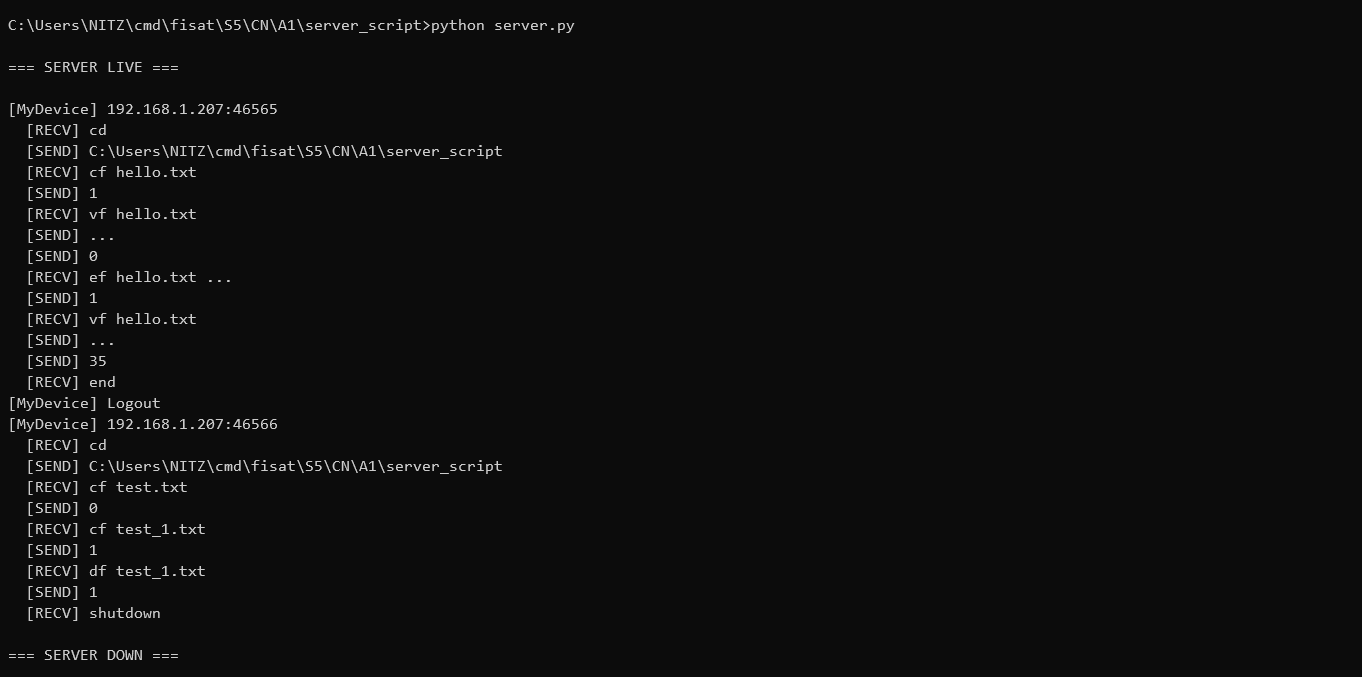 C:\Users\NITZ\cmd\fisat\S5\CN\A1\server_script>python server.py
=== SERVER LIVE ===
[MyDevice] 192.168.1.207:46565
[RECV] cd
[SEND] C:\Users\NITZ\cmd\fisat\S5\CN\A1\server_script
[RECV] cf hello.txt
[SEND] 1
[RECV] vf hello.txt
[SEND] ...
[SEND] 0
[RECV] ef hello.txt ...
[SEND] 1
[RECV] vf hello.txt
[SEND] ...
[SEND] 35
[RECV] end
[MyDevice] Logout
[MyDevice] 192.168.1.207:46566
[RECV] cd
[SEND] C:\Users\NITZ\cmd\fisat\S5\CN\A1\server_script
[RECV] cf test.txt
[SEND] 0
[RECV] cf test_1.txt
[SEND] 1
[RECV] df test_1.txt
[SEND] 1
[RECV] shutdown
=== SERVER DOWN ===